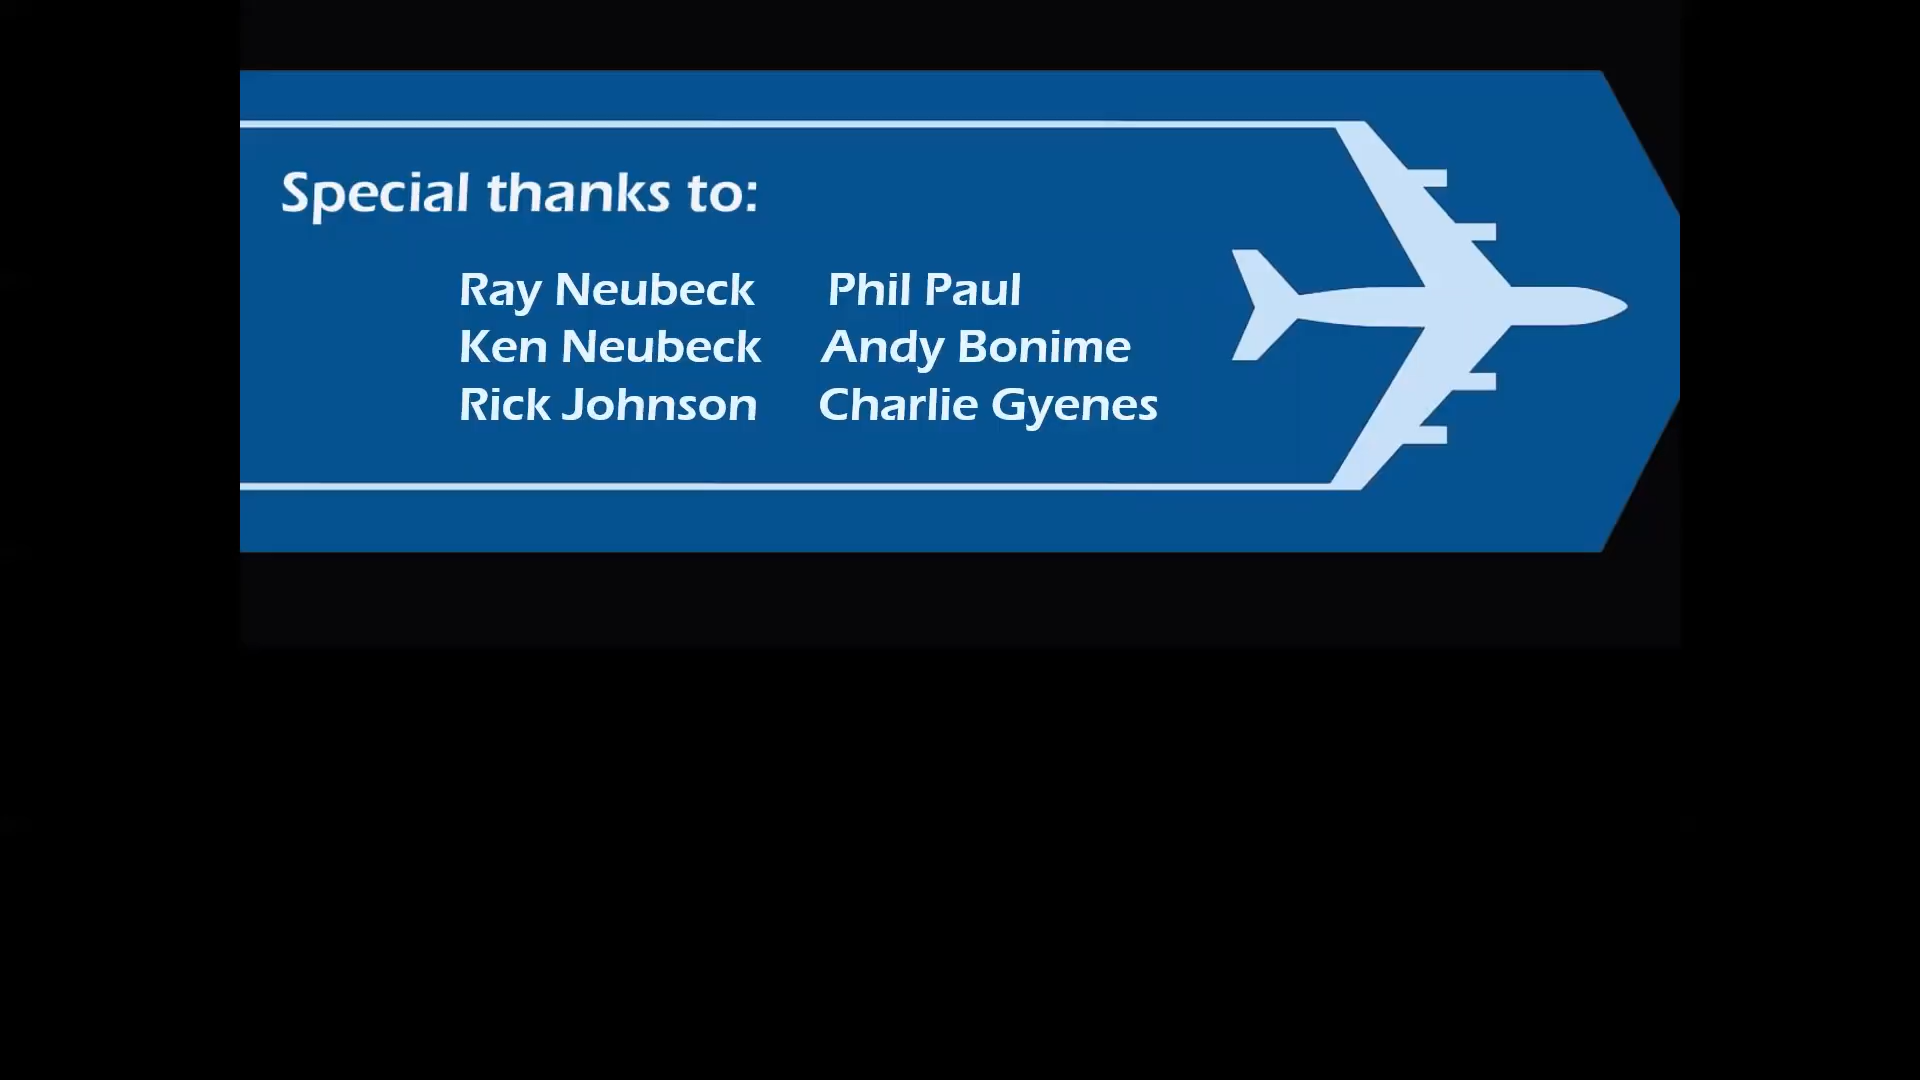 Special thanks to:
Ray Neubeck Phil Paul
Ken Neubeck Andy Bonime
Rick Johnson Charlie Gyenes